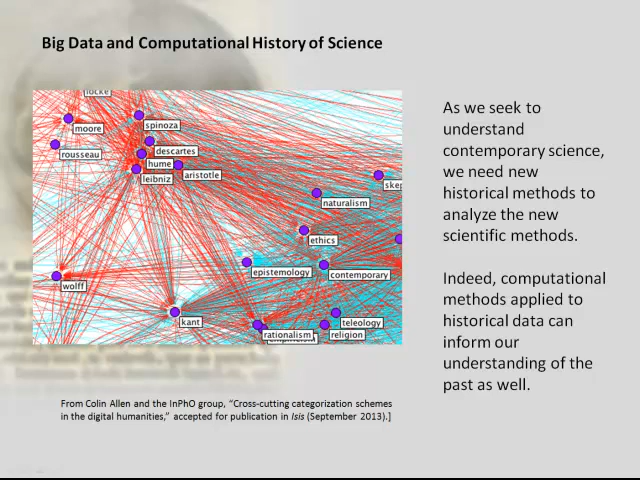 Big Data and Computational History of Science
locke
moore
spinoza
rousseau
descartes
hume
leibniz
aristotle
naturalism
ethics
epistemology
contemporary
wolff
kant
teleology
rationalism
religion
As we seek to
understand
contemporary science,
we need new
historical methods to
analyze the new
scientific methods.
Indeed, computational
methods applied to
historical data can
inform our
understanding of the
past as well.
From Colin Allen and the InPhO group, “Cross-cutting categorization schemes
in the digital humanities,” accepted for publication in Isis (September 2013).]